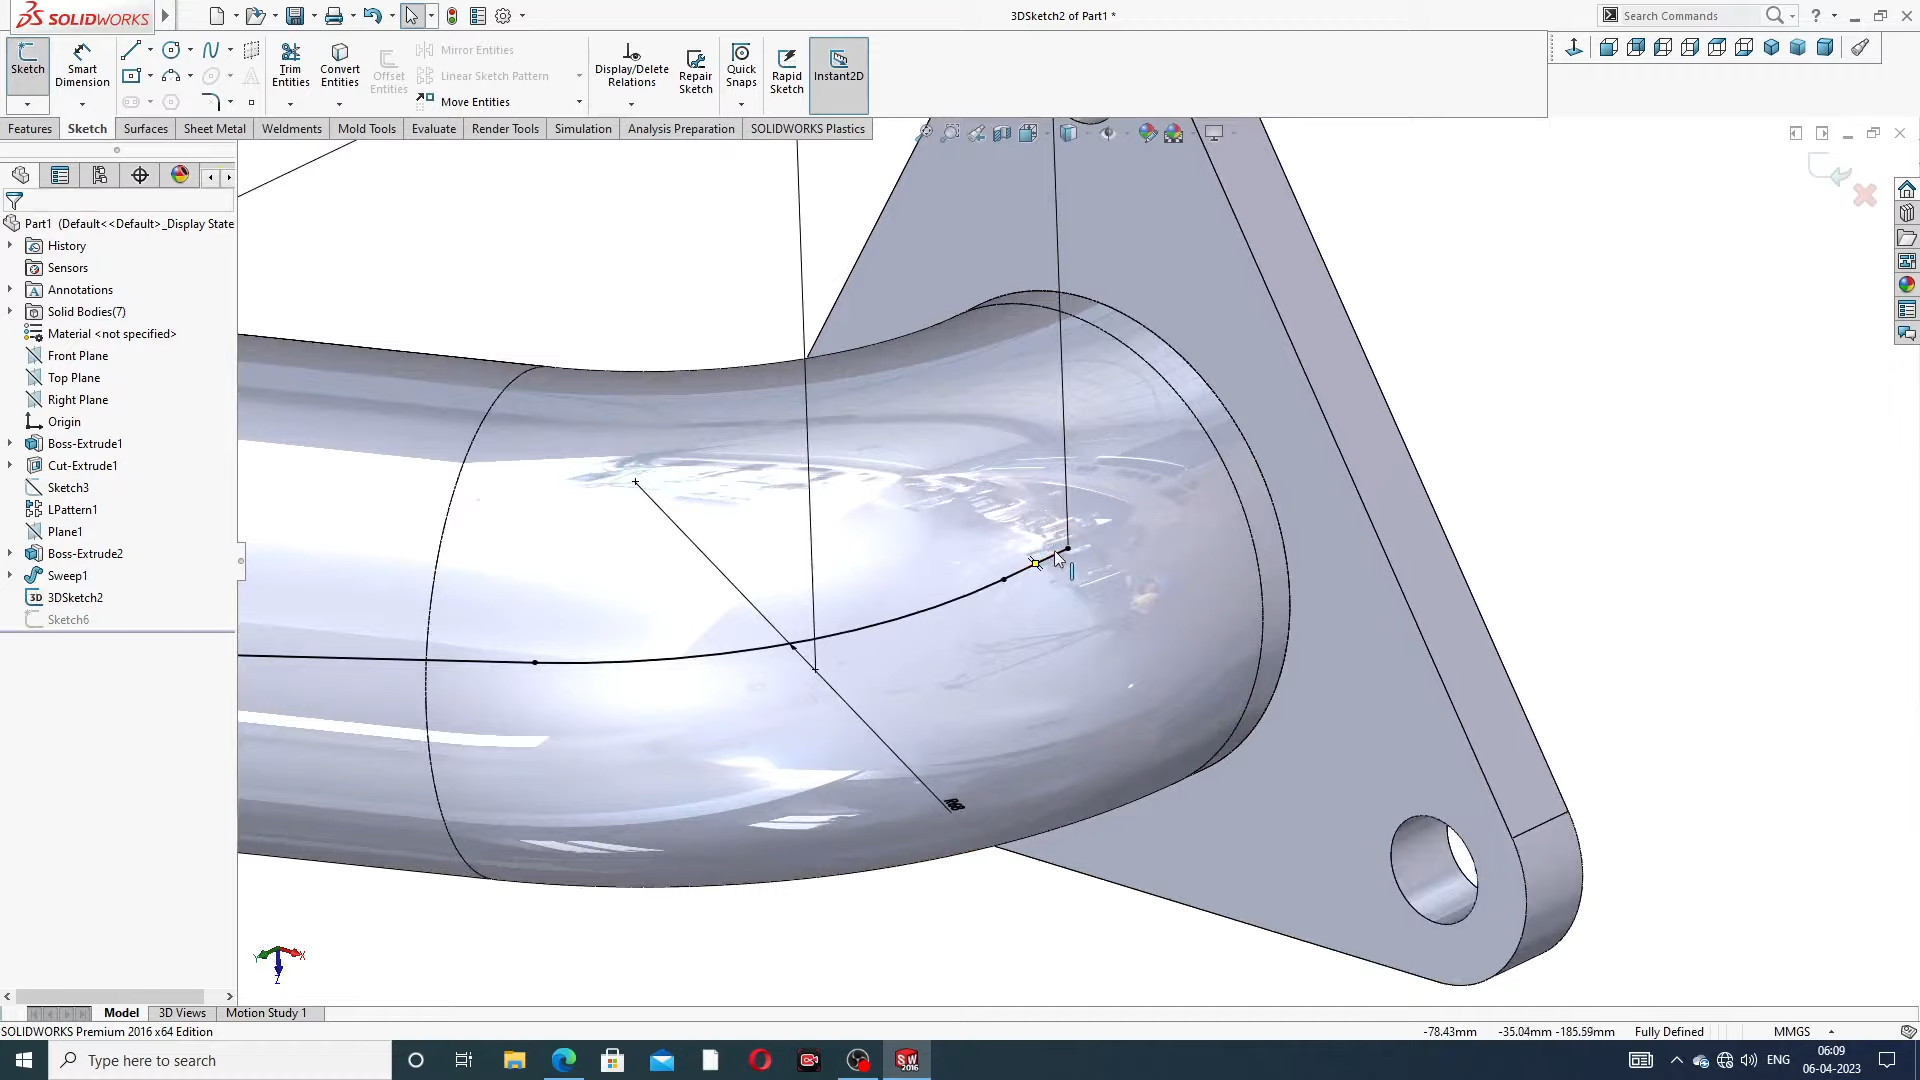 SOLIDWORKS
3DSketch2 of Part1 *
Search Commands
Sketch
Smart Dimension
Trim Entities
Convert Entities
Offset Entities
Mirror Entities
Linear Sketch Pattern
Move Entities
Display/Delete Relations
Repair Sketch
Quick Snaps
Rapid Sketch
Instant2D
Features
Sketch
Surfaces
Sheet Metal
Weldments
Mold Tools
Evaluate
Render Tools
Simulation
Analysis Preparation
SOLIDWORKS Plastics
Part1 (Default<<Default>_Display State
History
Sensors
Annotations
Solid Bodies(7)
Material <not specified>
Front Plane
Top Plane
Right Plane
Origin
Boss-Extrude1
Cut-Extrude1
Sketch3
LPattern1
Plane1
Boss-Extrude2
Sweep1
3D 3DSketch2
Sketch6
R68
Y X
Z
Model
3D Views
Motion Study 1
SOLIDWORKS Premium 2016 x64 Edition
-78.43mm
-35.04mm -185.59mm
Fully Defined
MMGS
Type here to search
SW 2016
ENG
06:09
06-04-2023